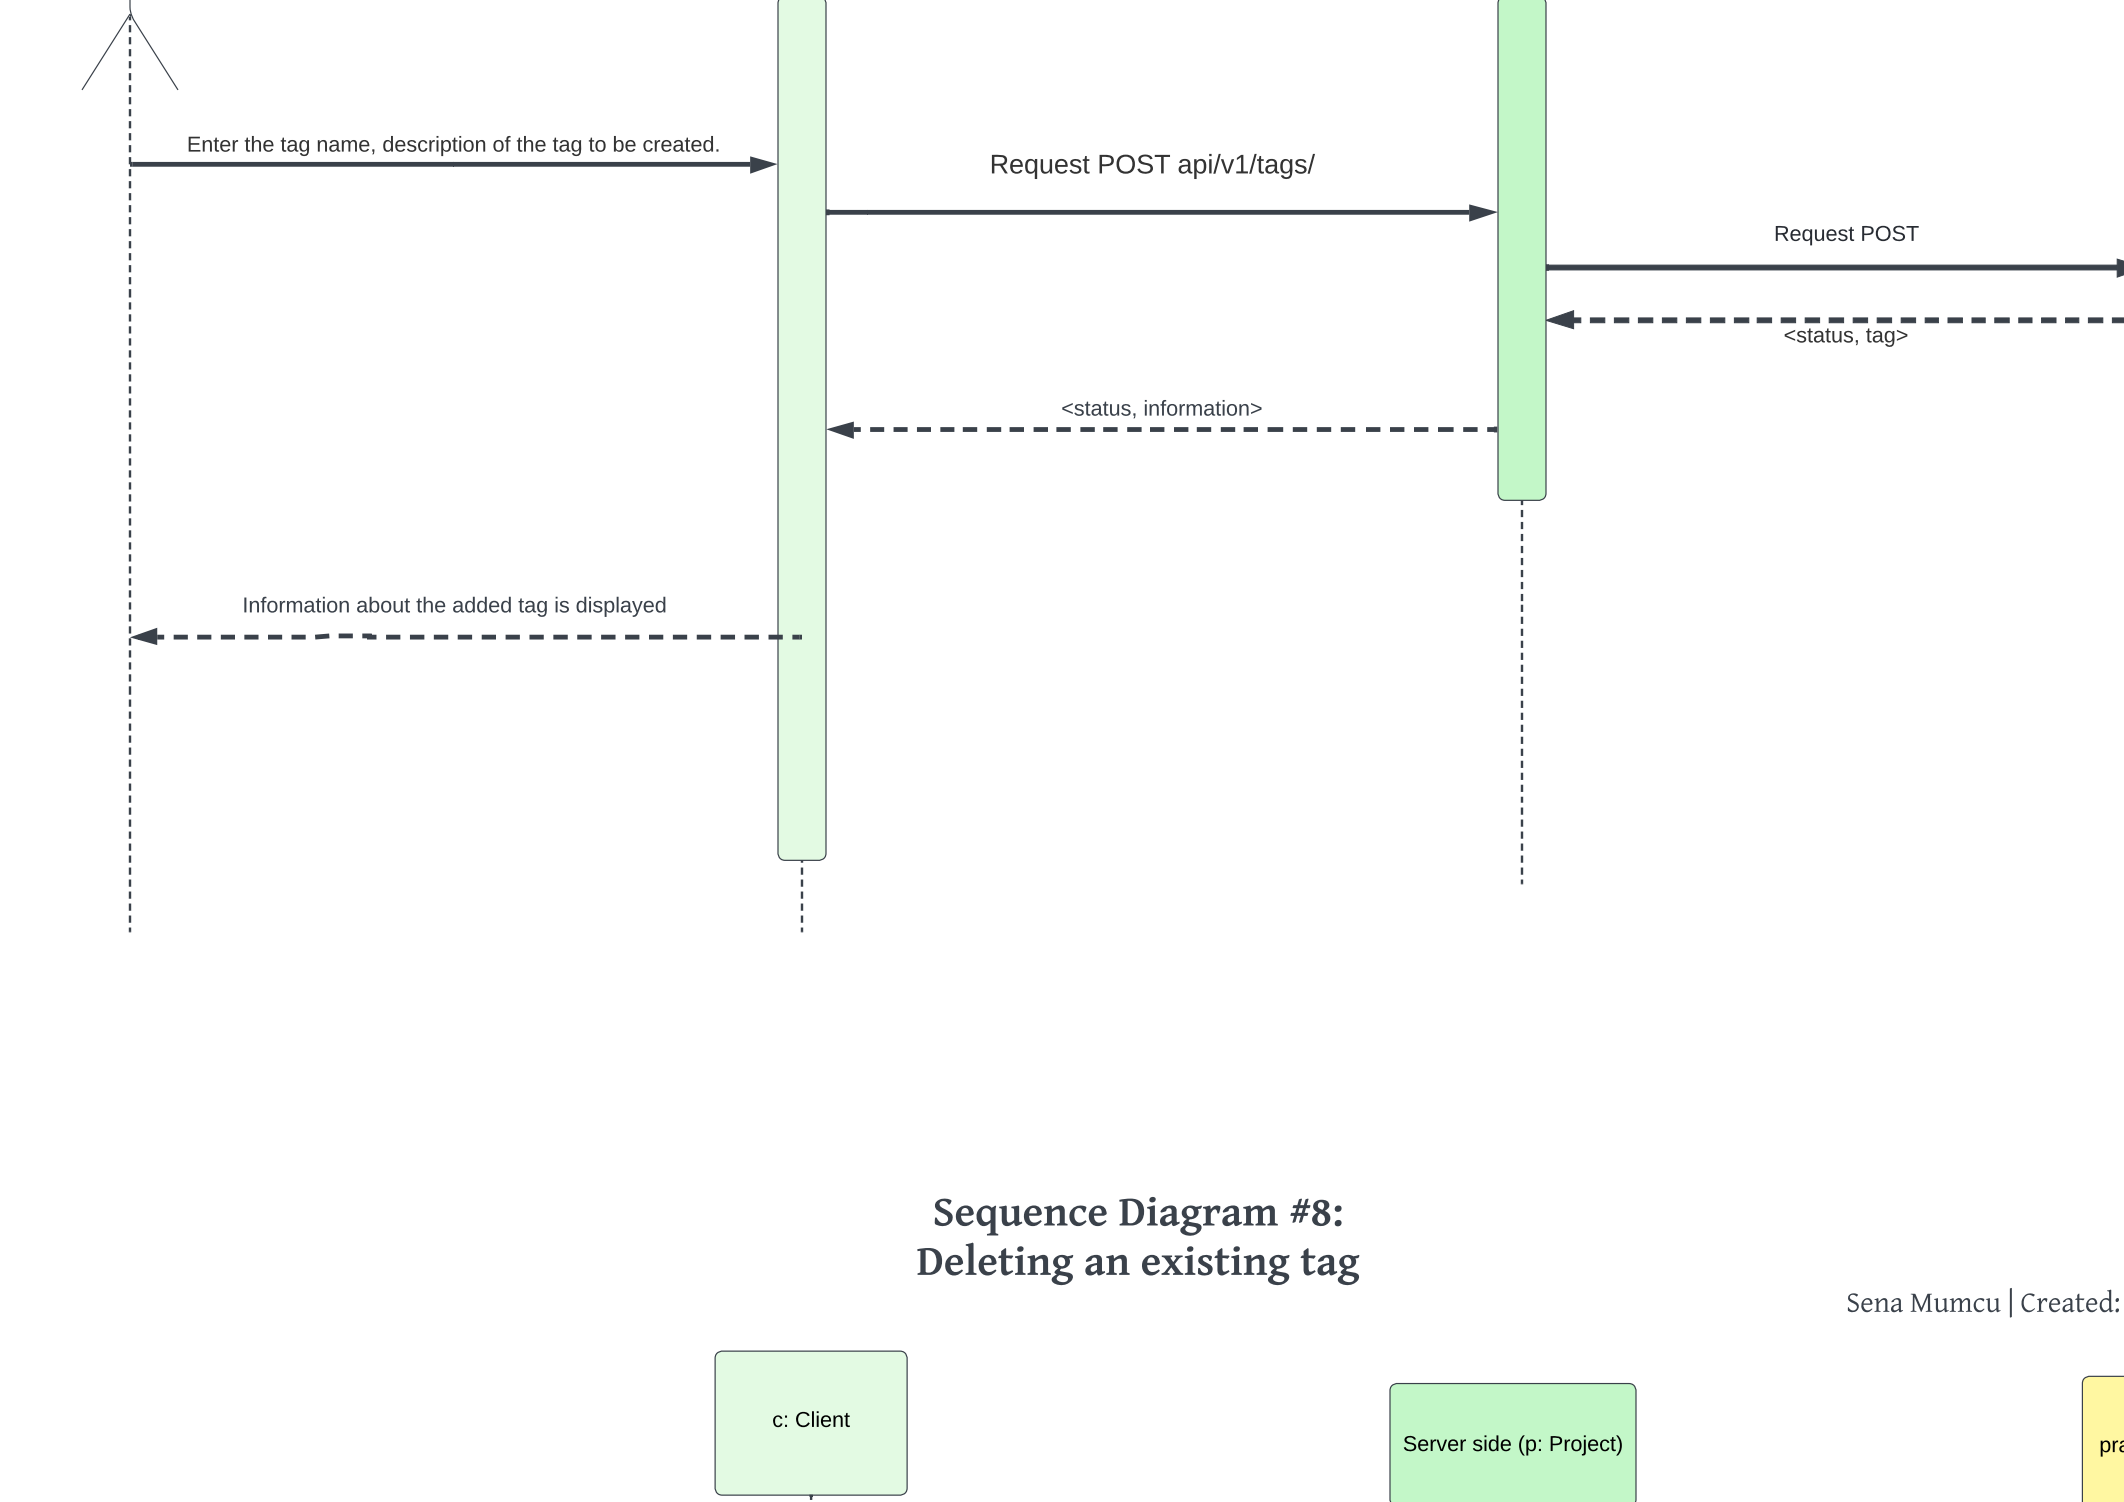 Enter the tag name, description of the tag to be created.
Request POST api/v1/tags/
Request POST
<status, tag>
<status, information>
Information about the added tag is displayed
Sequence Diagram #8:
Deleting an existing tag
Sena Mumcu | Created:
c: Client
Server side (p: Project)